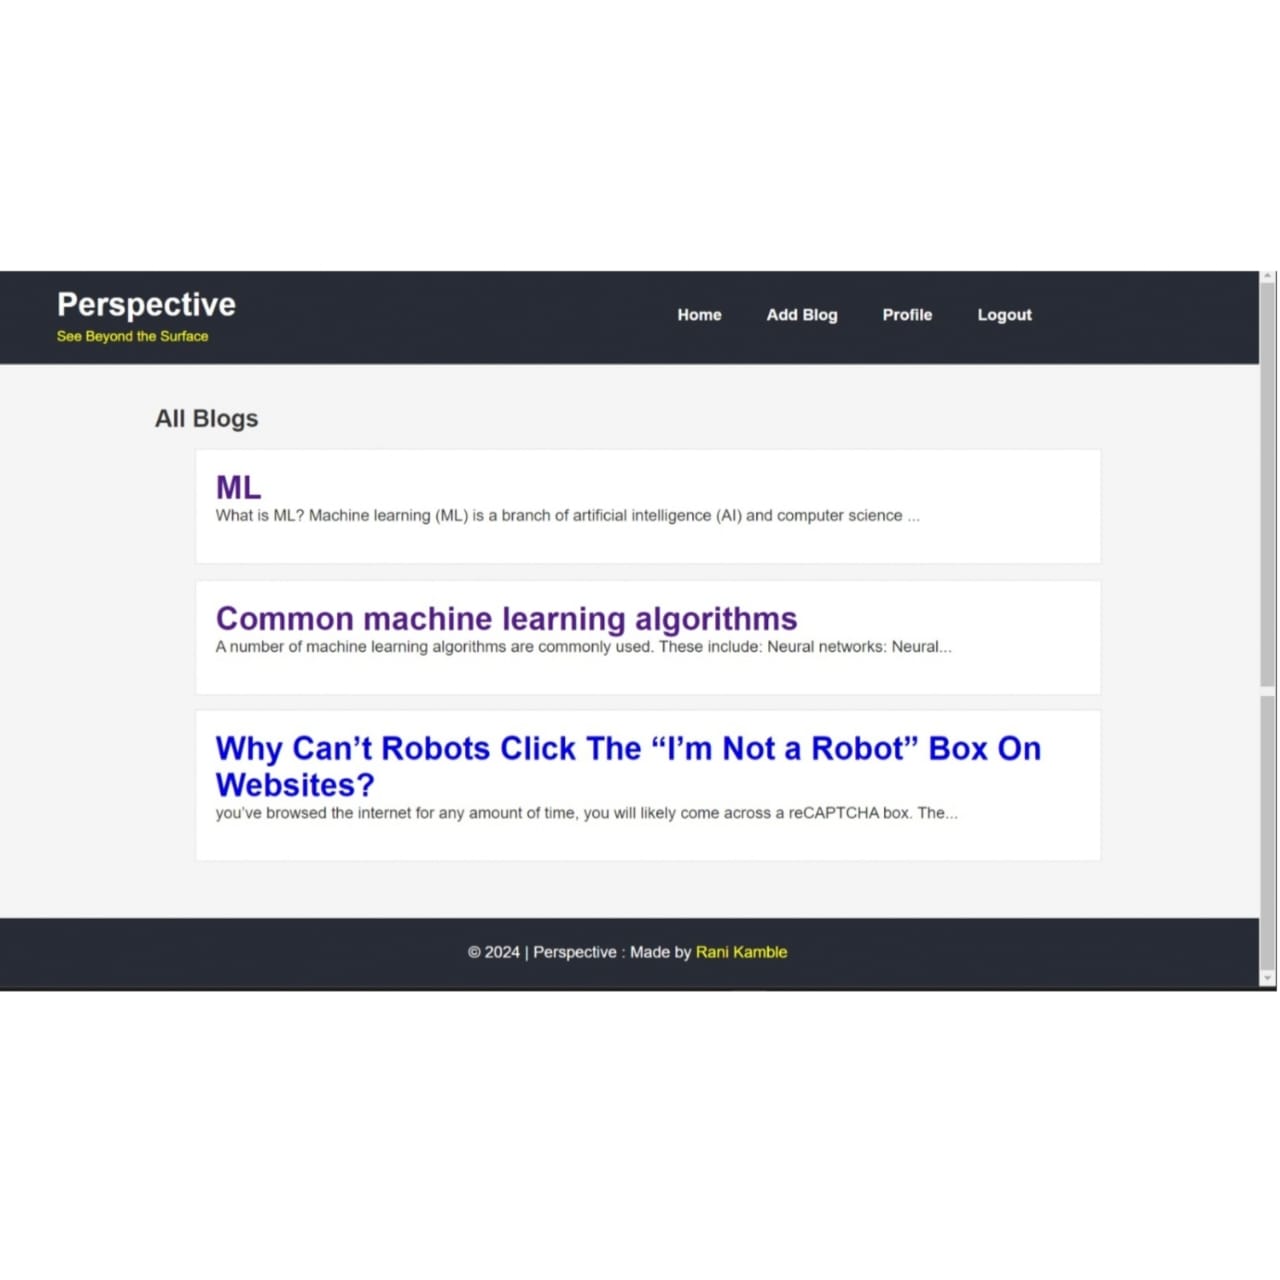 Perspective
See Beyond the Surface
Home Add Blog Profile Logout
All Blogs
ML
What is ML? Machine learning (ML) is a branch of artificial intelligence (AI) and computer science ...
Common machine learning algorithms
A number of machine learning algorithms are commonly used. These include: Neural networks: Neural...
Why Can’t Robots Click The “I’m Not a Robot” Box On
Websites?
you’ve browsed the internet for any amount of time, you will likely come across a reCAPTCHA box. The...
© 2024 | Perspective : Made by Rani Kamble